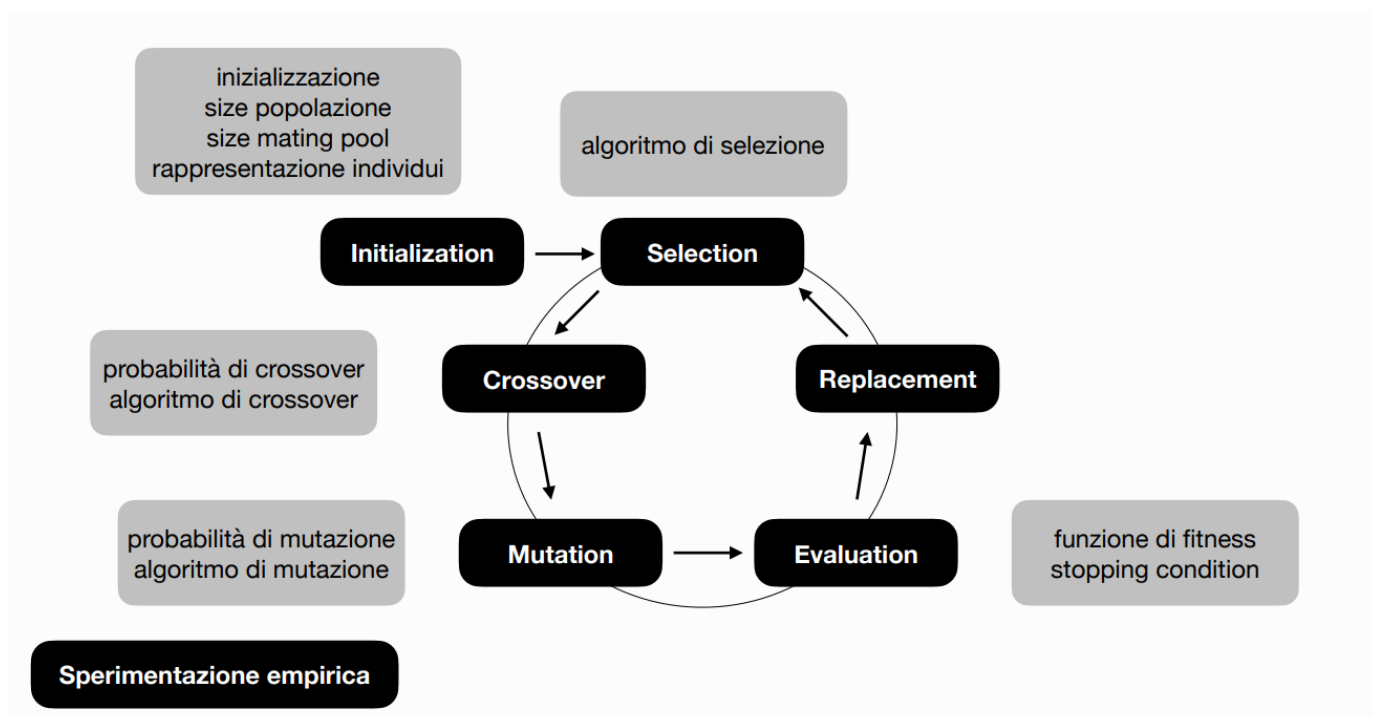 inizializzazione
size popolazione
size mating pool
rappresentazione individui
algoritmo di selezione
Initialization
Selection
probabilità di crossover
algoritmo di crossover
Crossover
Replacement
probabilità di mutazione
algoritmo di mutazione
Mutation
Evaluation
funzione di fitness
stopping condition
Sperimentazione empirica